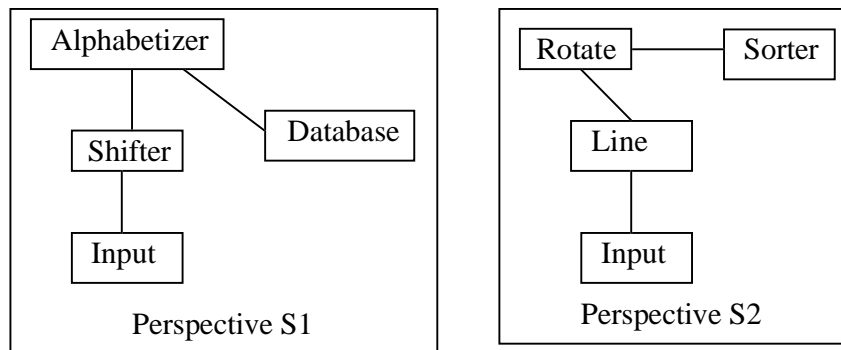 Alphabetizer
Database
Shifter
Input
Perspective S1
Rotate
Sorter
Line
Input
Perspective S2